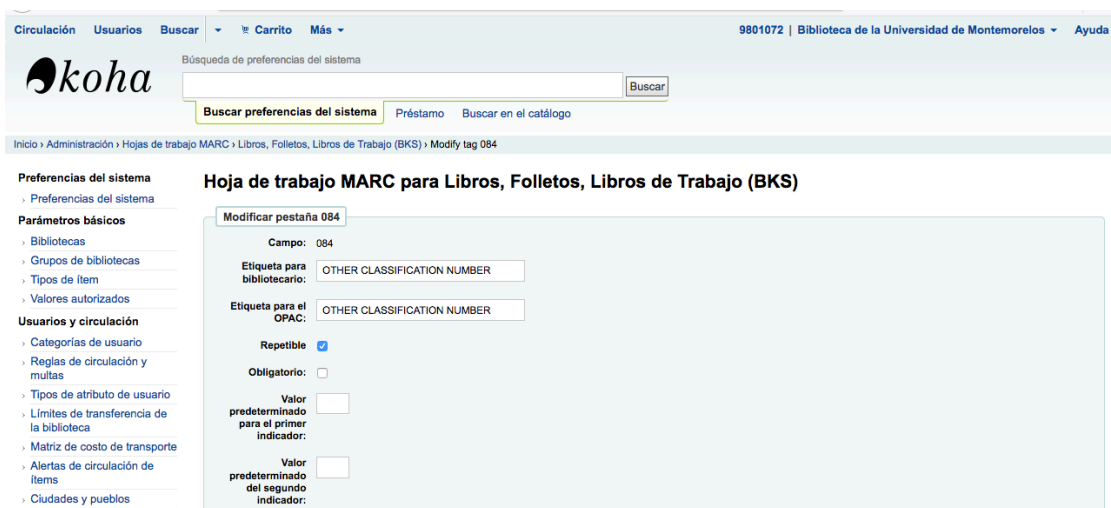 Circulación Usuarios Buscar Carrito Más 9801072 | Biblioteca de la Universidad de Montemorelos Ayuda
koha
Búsqueda de preferencias del sistema
Buscar
Buscar preferencias del sistema Préstamo Buscar en el catálogo
Inicio › Administración › Hojas de trabajo MARC › Libros, Folletos, Libros de Trabajo (BKS) › Modify tag 084
Preferencias del sistema
› Preferencias del sistema
Parámetros básicos
› Bibliotecas
› Grupos de bibliotecas
› Tipos de ítem
› Valores autorizados
Usuarios y circulación
› Categorías de usuario
› Reglas de circulación y
multas
› Tipos de atributo de usuario
› Límites de transferencia de
la biblioteca
› Matriz de costo de transporte
› Alertas de circulación de
ítems
› Ciudades y pueblos
Hoja de trabajo MARC para Libros, Folletos, Libros de Trabajo (BKS)
Modificar pestaña 084
Campo: 084
Etiqueta para
bibliotecario:
OTHER CLASSIFICATION NUMBER
Etiqueta para el
OPAC:
OTHER CLASSIFICATION NUMBER
Repetible
Obligatorio:
Valor
predeterminado
para el primer
indicador:
Valor
predeterminado
del segundo
indicador: